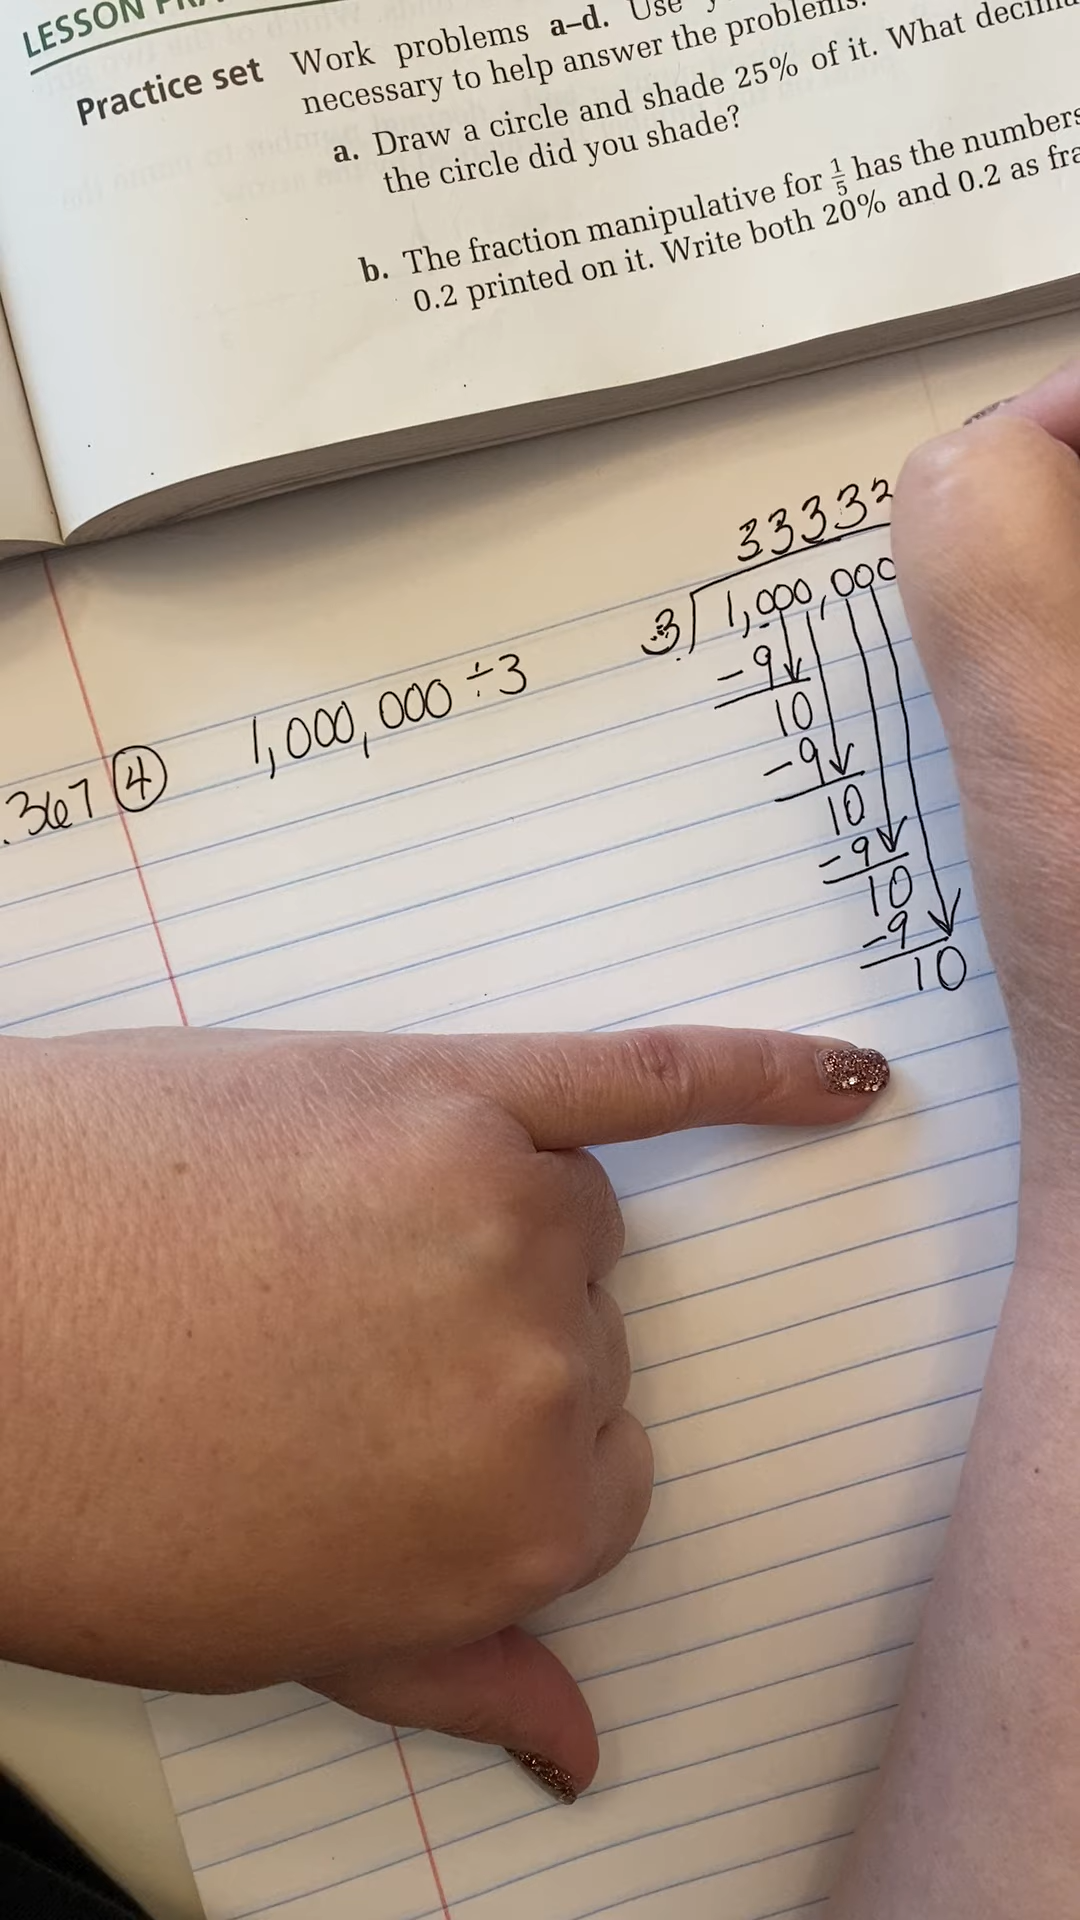 LESSON
Practice set Work problems a–d. Use
necessary to help answer the problems.
a. Draw a circle and shade 25% of it. What
the circle did you shade?
b. The fraction manipulative for 1/5 has the numbers
0.2 printed on it. Write both 20% and 0.2 as
33333
3 1,000,000
-9
10
-9
10
-9
10
-9
10
.367 4 1,000,000 ÷ 3